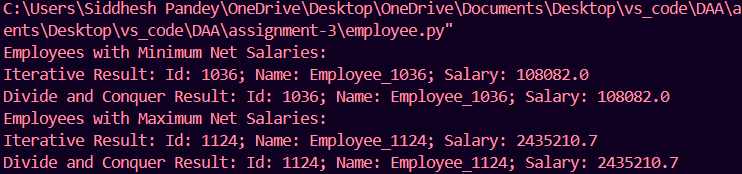 C:\Users\Siddhesh Pandey\OneDrive\Desktop\OneDrive\Documents\Desktop\vs_code\DAA\a
ents\Desktop\vs_code\DAA\assignment-3\employee.py"
Employees with Minimum Net Salaries:
Iterative Result: Id: 1036; Name: Employee_1036; Salary: 108082.0
Divide and Conquer Result: Id: 1036; Name: Employee_1036; Salary: 108082.0
Employees with Maximum Net Salaries:
Iterative Result: Id: 1124; Name: Employee_1124; Salary: 2435210.7
Divide and Conquer Result: Id: 1124; Name: Employee_1124; Salary: 2435210.7